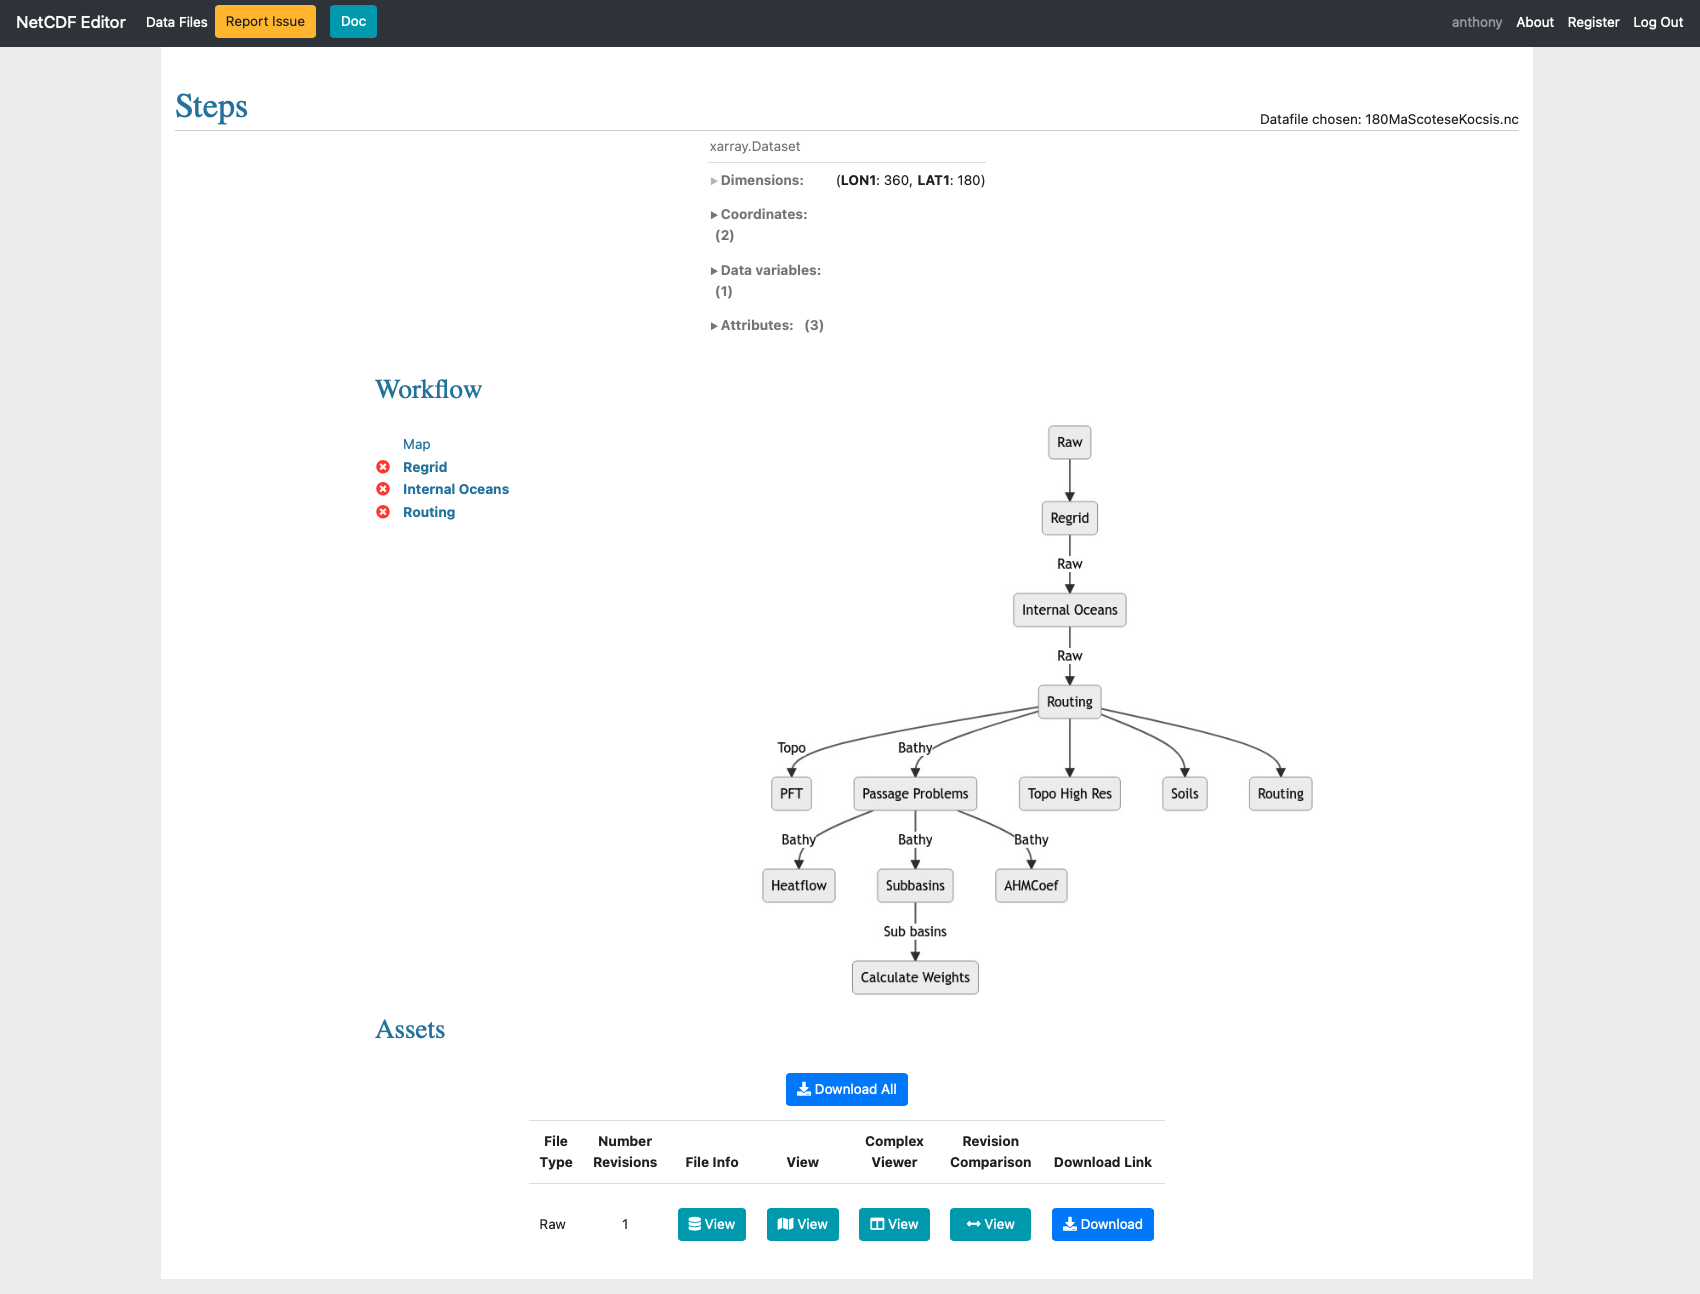 NetCDF Editor Data Files Report Issue Doc anthony About Register Log Out
Steps
Datafile chosen: 180MaScoteseKocsis.nc
xarray.Dataset
Dimensions: (LON1: 360, LAT1: 180)
Coordinates:
(2)
Data variables:
(1)
Attributes: (3)
Workflow
Map
Regrid
Internal Oceans
Routing
Raw
Regrid
Raw
Internal Oceans
Raw
Routing
Topo Bathy
PFT Passage Problems Topo High Res Soils Routing
Bathy Bathy Bathy
Heatflow Subbasins AHMCoef
Sub basins
Calculate Weights
Assets
Download All
File Number Complex Revision
Type Revisions File Info View Viewer Comparison Download Link
Raw 1 View View View View Download